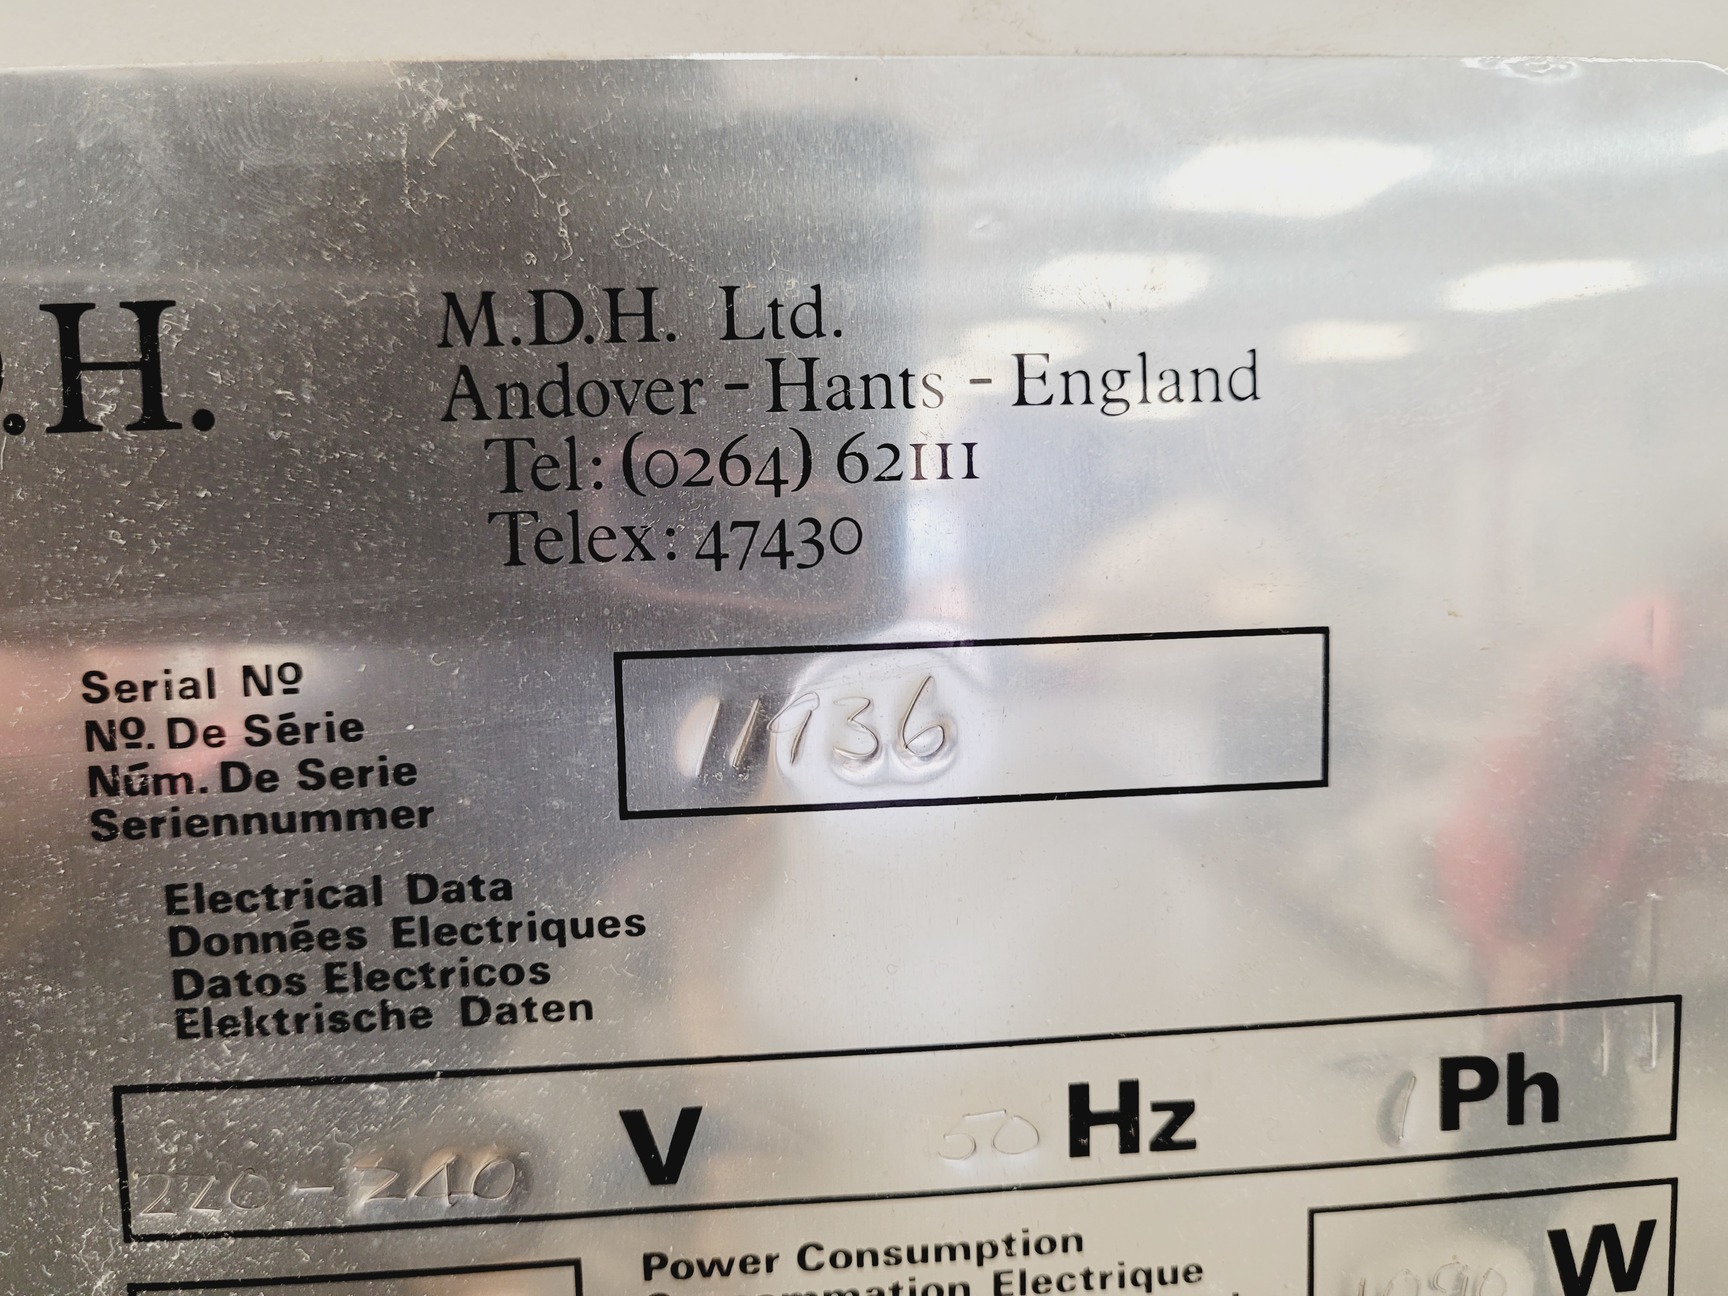 .H.
M.D.H. Ltd.
Andover - Hants - England
Tel: (0264) 62111
Telex: 47430
Serial Nº
Nº. De Série
Núm. De Serie
Seriennummer
11936
Electrical Data
Données Electriques
Datos Electricos
Elektrische Daten
220 - 240 V 50 Hz 1 Ph
Power Consumption
Electrique
W